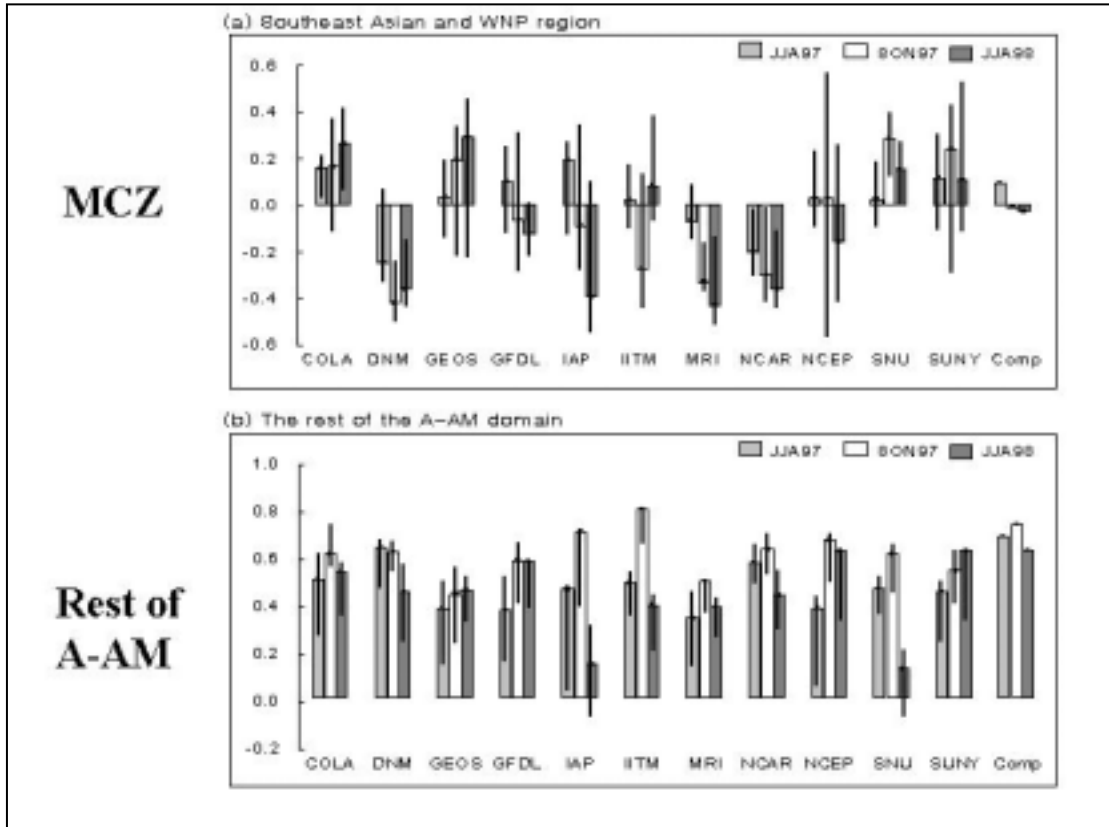 (a) Southeast Asian and WNP region
JJA97 SON97 JJA98
0.6
0.4
0.2
0.0
-0.2
-0.4
-0.6
COLA DNM GEOS GFDL IAP IITM MRI NCAR NCEP SNU SUNY Comp
MCZ
(b) The rest of the A-AM domain
JJA97 SON97 JJA98
1.0
0.8
0.6
0.4
0.2
0.0
-0.2
COLA DNM GEOS GFDL IAP IITM MRI NCAR NCEP SNU SUNY Comp
Rest of
A-AM